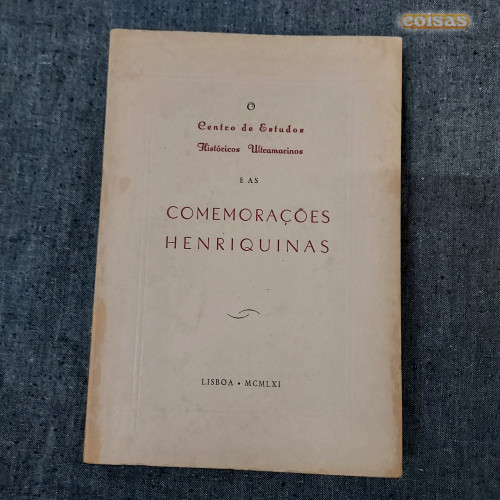 coisas
O
Centro de Estudos
Históricos Ultramarinos
E AS
COMEMORAÇÕES
HENRIQUINAS
LISBOA • MCMLXI